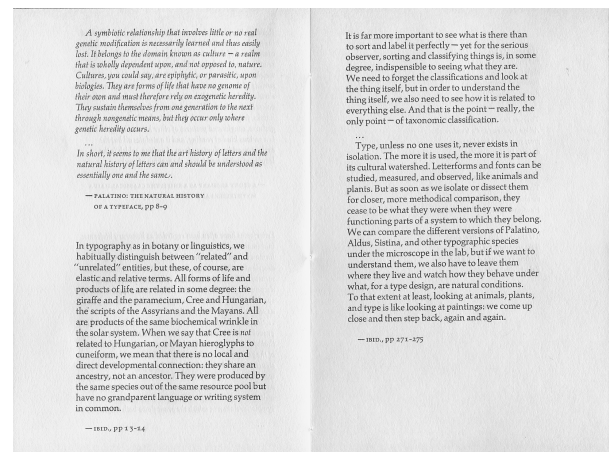 A symbiotic relationship that involves little or no real
genetic modification is necessarily learned and thus easily
lost. It belongs to the domain known as culture — a realm
that is wholly dependent upon, and not opposed to, nature.
Cultures, you could say, are epiphytic, or parasitic, upon
biologies. They are forms of life that have no genome of
their own and must therefore rely on exogenetic heredity.
They sustain themselves from one generation to the next
through nongenetic means, but they occur only where
genetic heredity occurs.
...
In short, it seems to me that the art history of letters and the
natural history of letters can and should be understood as
essentially one and the same.
— PALATINO: THE NATURAL HISTORY
OF A TYPEFACE, pp 8–9
In typography as in botany or linguistics, we
habitually distinguish between "related" and
"unrelated" entities, but these, of course, are
elastic and relative terms. All forms of life and
products of life are related in some degree: the
giraffe and the paramecium, Cree and Hungarian,
the scripts of the Assyrians and the Mayans. All
are products of the same biochemical wrinkle in
the solar system. When we say that Cree is not
related to Hungarian, or Mayan hieroglyphs to
cuneiform, we mean that there is no local and
direct developmental connection: they share an
ancestry, not an ancestor. They were produced by
the same species out of the same resource pool but
have no grandparent language or writing system
in common.
— IBID., pp 13–24
It is far more important to see what is there than
to sort and label it perfectly — yet for the serious
observer, sorting and classifying things is, in some
degree, indispensible to seeing what they are.
We need to forget the classifications and look at
the thing itself, but in order to understand the
thing itself, we also need to see how it is related to
everything else. And that is the point — really, the
only point — of taxonomic classification.
...
Type, unless no one uses it, never exists in
isolation. The more it is used, the more it is part of
its cultural watershed. Letterforms and fonts can be
studied, measured, and observed, like animals and
plants. But as soon as we isolate or dissect them
for closer, more methodical comparison, they
cease to be what they were when they were
functioning parts of a system to which they belong.
We can compare the different versions of Palatino,
Aldus, Sistina, and other typographic species
under the microscope in the lab, but if we want to
understand them, we also have to leave them
where they live and watch how they behave under
what, for a type design, are natural conditions.
To that extent at least, looking at animals, plants,
and type is like looking at paintings: we come up
close and then step back, again and again.
— IBID., pp 271–275